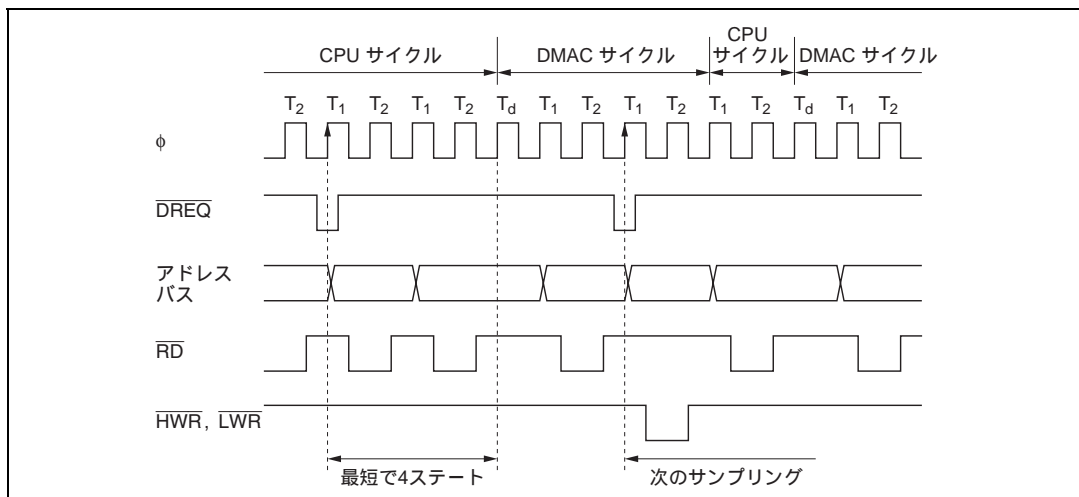 CPU サイクル
DMAC サイクル
CPU
サイクル
DMAC サイクル
T2 T1 T2 T1 T2 Td T1 T2 T1 T2 T1 T2 Td T1 T2
φ
DREQ
アドレス
バス
RD
HWR, LWR
最短で4ステート
次のサンプリング